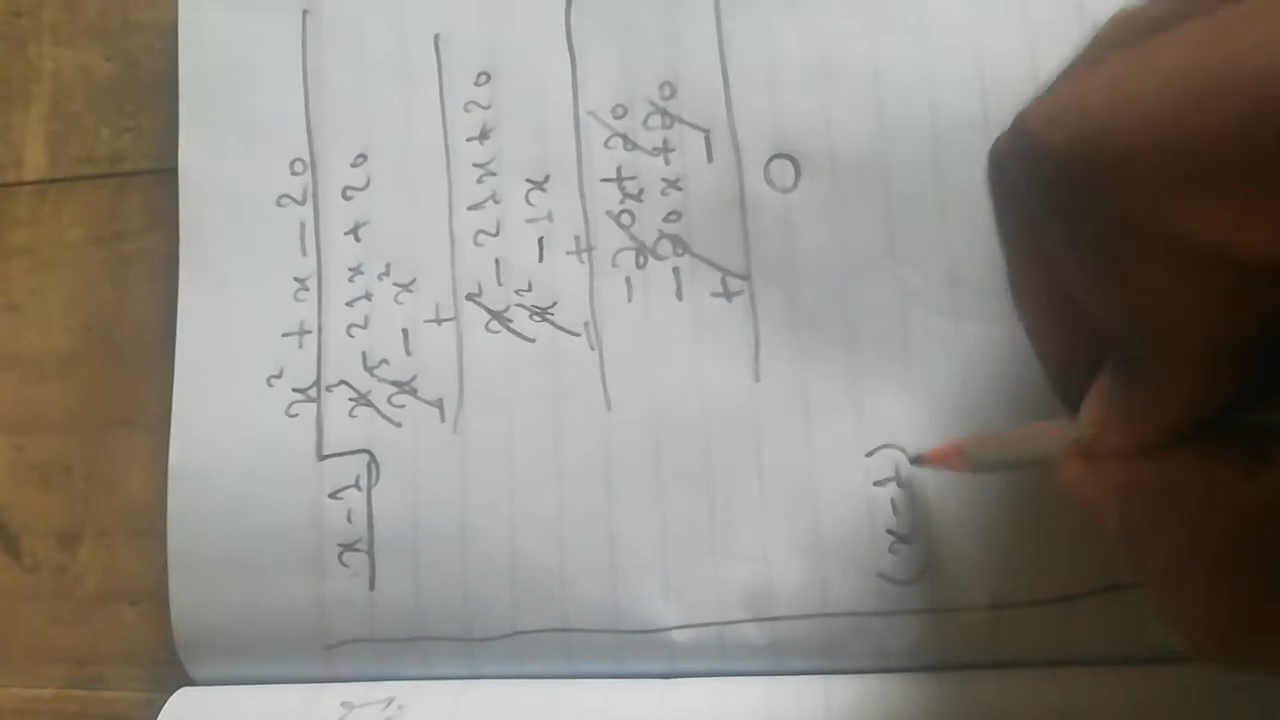 x² + x - 20
x - 1 x³ - 21x + 20
x³ - x²
- +
x² - 21x + 20
x² - 1x
- +
-20x + 20
-20x + 20
+ -
0
(x - 1)